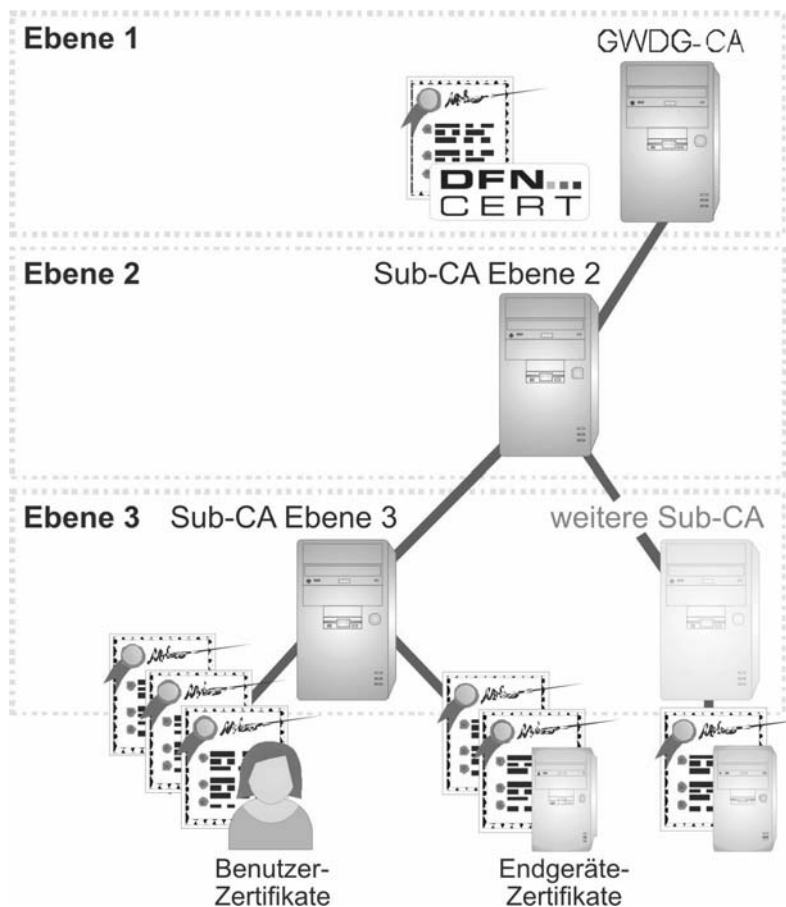 Ebene 1
GWDG-CA
DFN...
CERT
Ebene 2
Sub-CA Ebene 2
Ebene 3
Sub-CA Ebene 3
weitere Sub-CA
Benutzer-
Zertifikate
Endgeräte-
Zertifikate